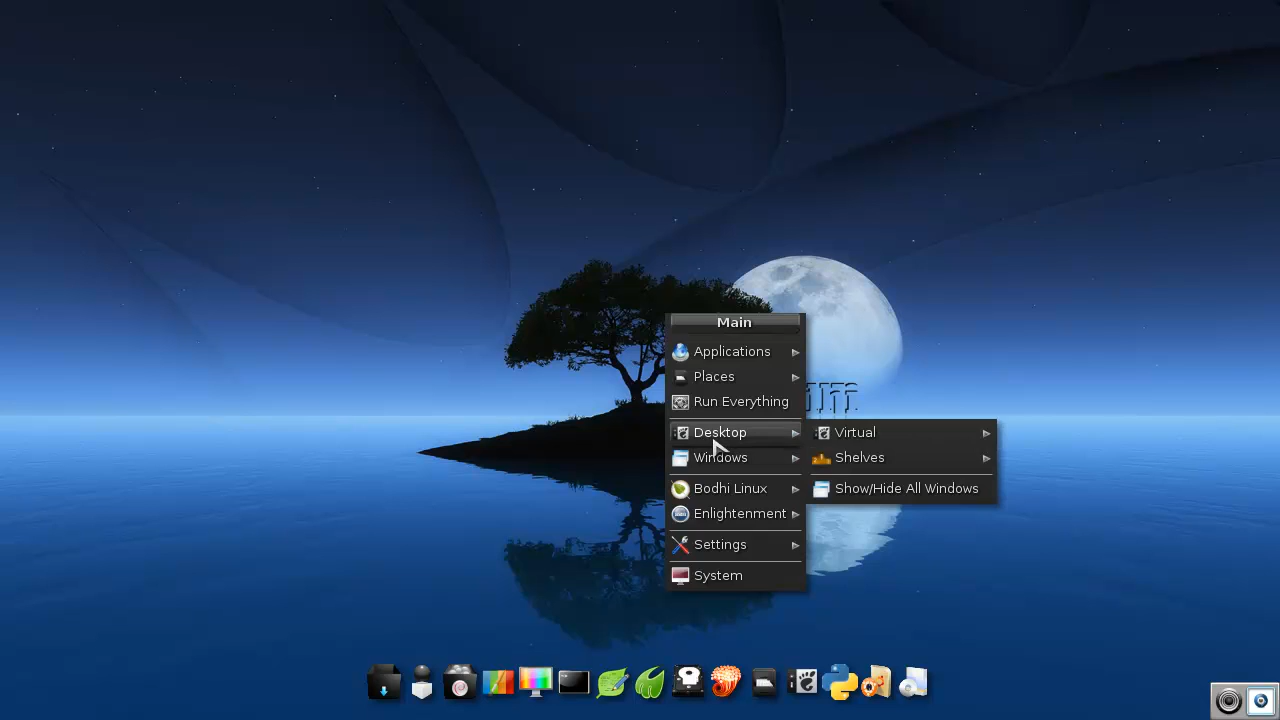 Main
Applications
Places
Run Everything
Desktop
Windows
Bodhi Linux
Enlightenment
Settings
System
Virtual
Shelves
Show/Hide All Windows